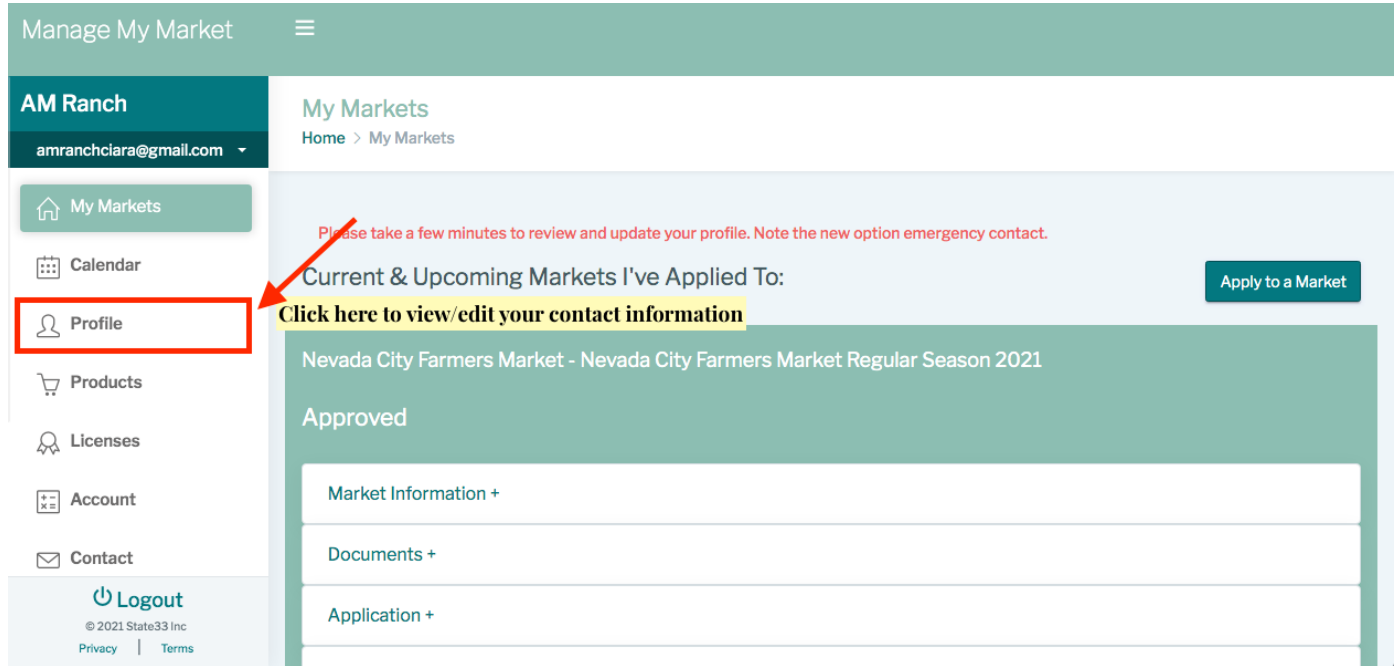 Manage My Market
AM Ranch
amranchciara@gmail.com
My Markets
Calendar
Profile
Products
Licenses
Account
Contact
Logout
© 2021 State33 Inc
Privacy | Terms
My Markets
Home > My Markets
Please take a few minutes to review and update your profile. Note the new option emergency contact.
Current & Upcoming Markets I've Applied To:
Apply to a Market
Click here to view/edit your contact information
Nevada City Farmers Market - Nevada City Farmers Market Regular Season 2021
Approved
Market Information +
Documents +
Application +